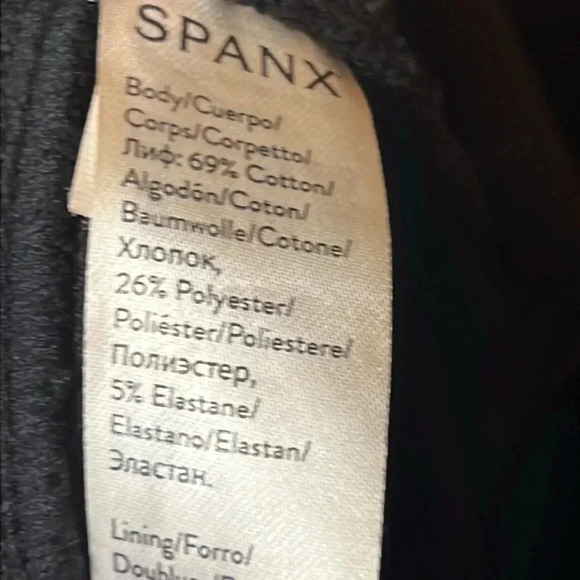 SPANX
Body/Cuerpo/
Corps/Corpetto/
Лиф: 69% Cotton/
Algodón/Coton/
Baumwolle/Cotone/
Хлопок,
26% Polyester/
Poliéster/Poliestere/
Полиэстер,
5% Elastane/
Elastano/Elastan/
Эластан.
Lining/Forro/